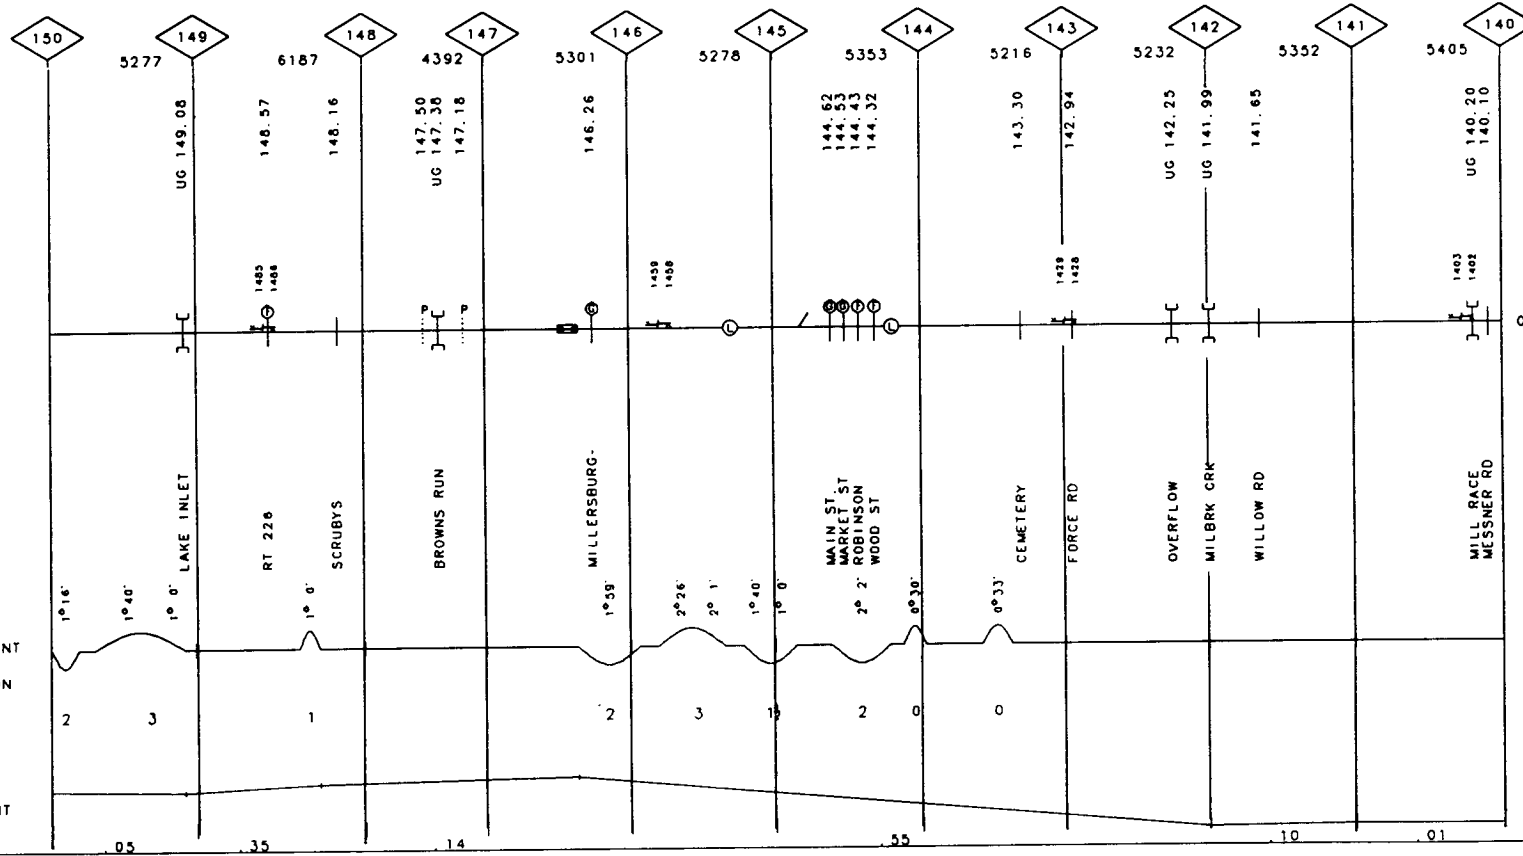 150 149 148 147 146 145 144 143 142 141 140
5277 6187 4392 5301 5278 5353 5216 5232 5352 5405
UG 149.08
148.57
148.16
147.50
UG 147.38
147.18
146.26
144.62
144.53
144.43
144.32
143.30
142.94
UG 142.25
UG 141.99
141.65
UG 140.20
140.10
1485
1486
P
P
1459
1458
1429
1428
1403
1402
T
G
L
G
G
T
T
L
LAKE INLET
RT 226
SCRUBYS
BROWNS RUN
MILLERSBURG-
MAIN ST.
MARKET ST
ROBINSON
WOOD ST
CEMETERY
FORCE RD
OVERFLOW
MILBRK CRK
WILLOW RD
MILL RACE
MESSNER RD
1°16' 1°40' 1° 0' 1° 0' 1°59' 2°26' 2° 1' 1°40' 1° 0' 2° 2' 0°30' 0°33'
NT
N
2 3 1 2 3 2 0 0
T
.05 .35 .14 .55 .10 .01